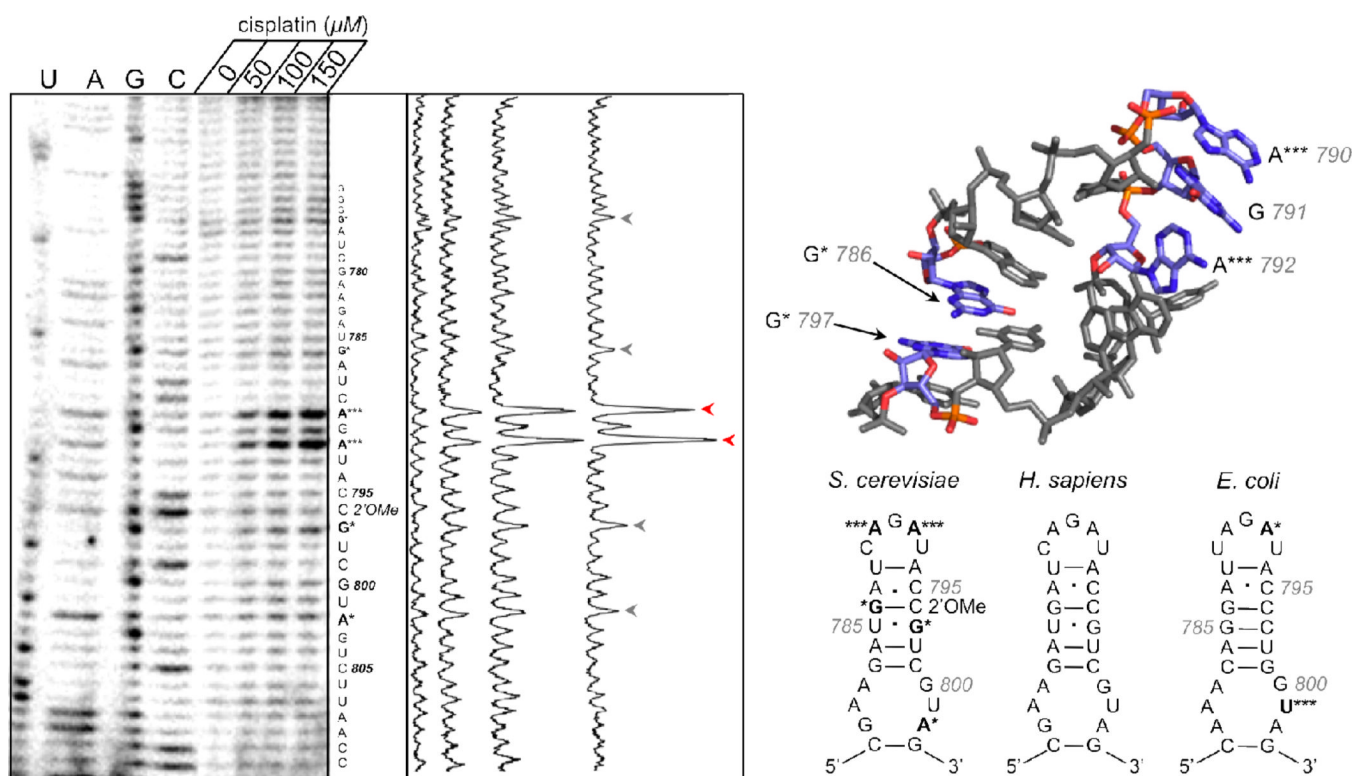 cisplatin (µM)
U A G C 0 50 100 150
G*
A
U
C
G 780
A
A
G
A
U 785
G*
A
U
C
A***
G
A***
U
A
C 795
C 2'OMe
G*
U
C
G 800
U
A*
G
U
C 805
U
U
A
A
C
C
A*** 790
G 791
A*** 792
G* 786
G* 797
S. cerevisiae H. sapiens E. coli
***A G A*** A G A A G A*
C U C U U U
U A U A U A
A C 795 A C A C 795
*G C 2'OMe G C G C
785 U G* U G 785 G C
A U A U A U
G C G C C G
A G 800 A G A G 800
A U A U A U***
G A* G A A A
C G C G C G
5' 3' 5' 3' 5' 3'